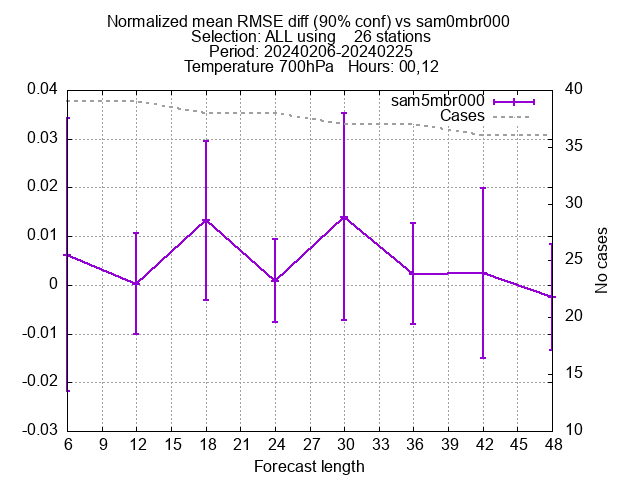 Normalized mean RMSE diff (90% conf) vs sam0mbr000
Selection: ALL using    26 stations
Period: 20240206-20240225
Temperature 700hPa   Hours: 00,12
sam5mbr000
Cases
0.04
0.03
0.02
0.01
0
-0.01
-0.02
-0.03
40
35
30
25
20
15
10
No cases
6 9 12 15 18 21 24 27 30 33 36 39 42 45 48
Forecast length